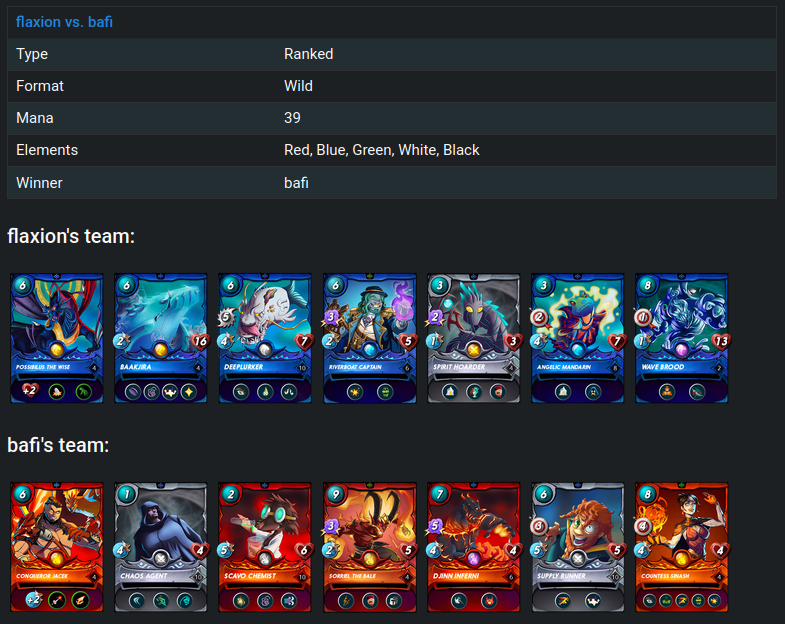 flaxion vs. bafi
Type Ranked
Format Wild
Mana 39
Elements Red, Blue, Green, White, Black
Winner bafi
flaxion's team:
6 6 6 6 3 3 8
5 3 2 2 1
2 16 4 7 2 5 1 3 4 7 13
POSSIBILUS THE WISE 4 BAAKJIRA 4 DEEPLURKER 10 RIVERBOAT CAPTAIN 6 SPIRIT HOARDER 4 ANGELIC MANDARIN 8 WAVE BROOD 2
+2
bafi's team:
6 1 2 9 7 6 8
3 5 3 4
4 4 5 6 2 5 4 4 5 5 4 4
CONQUEROR JACEK 4 CHAOS AGENT 10 SCAVO CHEMIST 10 SORRIEL THE BALE 4 DJINN INFERNI 6 SUPPLY RUNNER 10 COUNTESS SINASH 4
+2